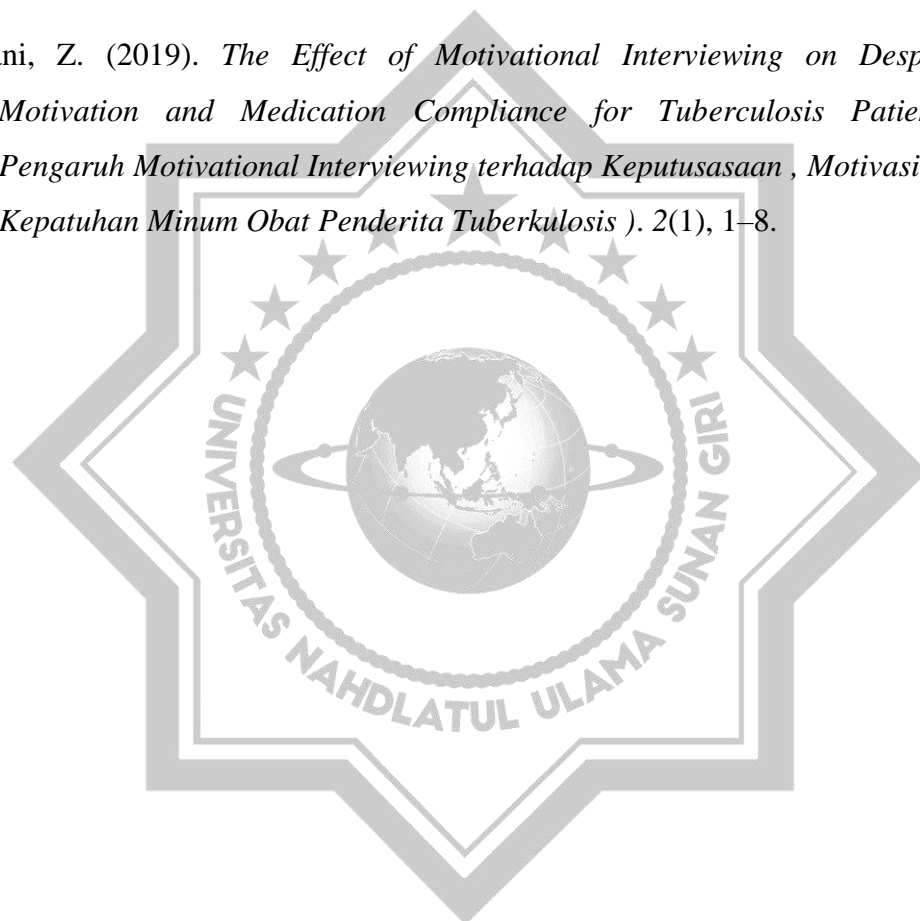 ani, Z. (2019). The Effect of Motivational Interviewing on Desp
Motivation and Medication Compliance for Tuberculosis Patie
Pengaruh Motivational Interviewing terhadap Keputusasaan , Motivasi
Kepatuhan Minum Obat Penderita Tuberkulosis ). 2(1), 1–8.
UNIVERSITAS NAHDLATUL ULAMA SUNAN GIRI